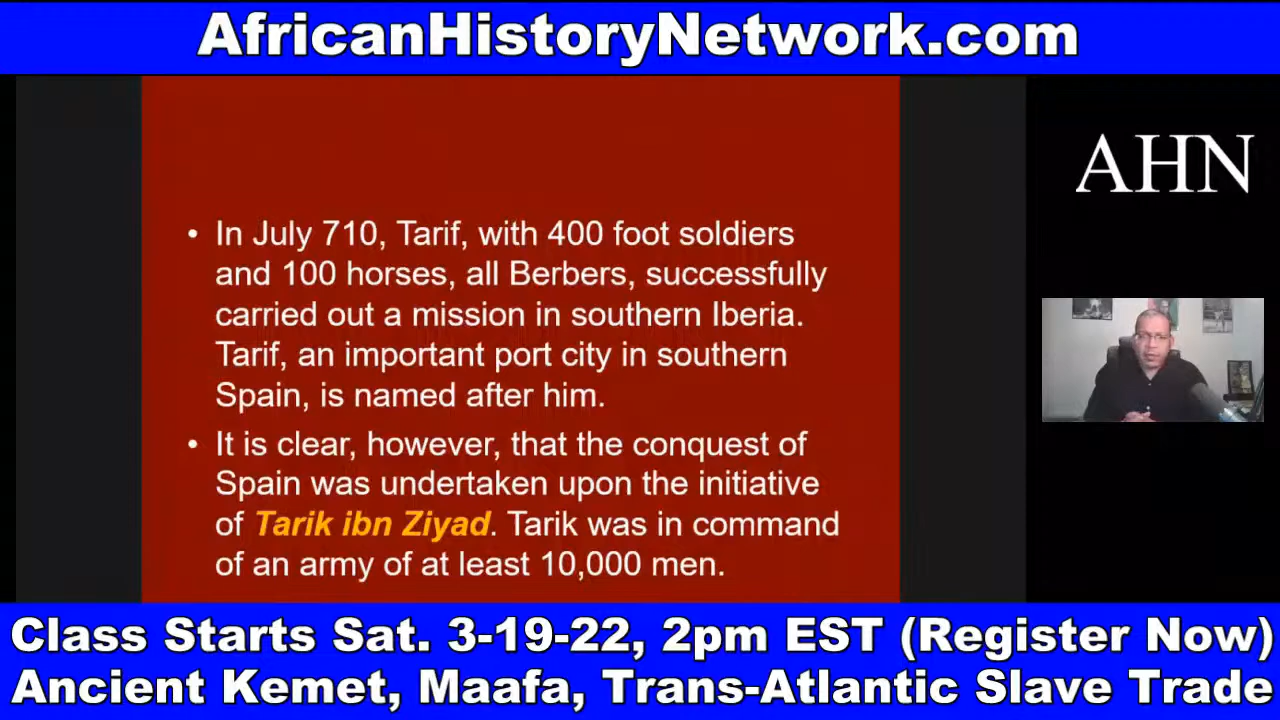 AfricanHistoryNetwork.com
AHN
• In July 710, Tarif, with 400 foot soldiers
and 100 horses, all Berbers, successfully
carried out a mission in southern Iberia.
Tarif, an important port city in southern
Spain, is named after him.
• It is clear, however, that the conquest of
Spain was undertaken upon the initiative
of Tarik ibn Ziyad. Tarik was in command
of an army of at least 10,000 men.
Class Starts Sat. 3-19-22, 2pm EST (Register Now)
Ancient Kemet, Maafa, Trans-Atlantic Slave Trade